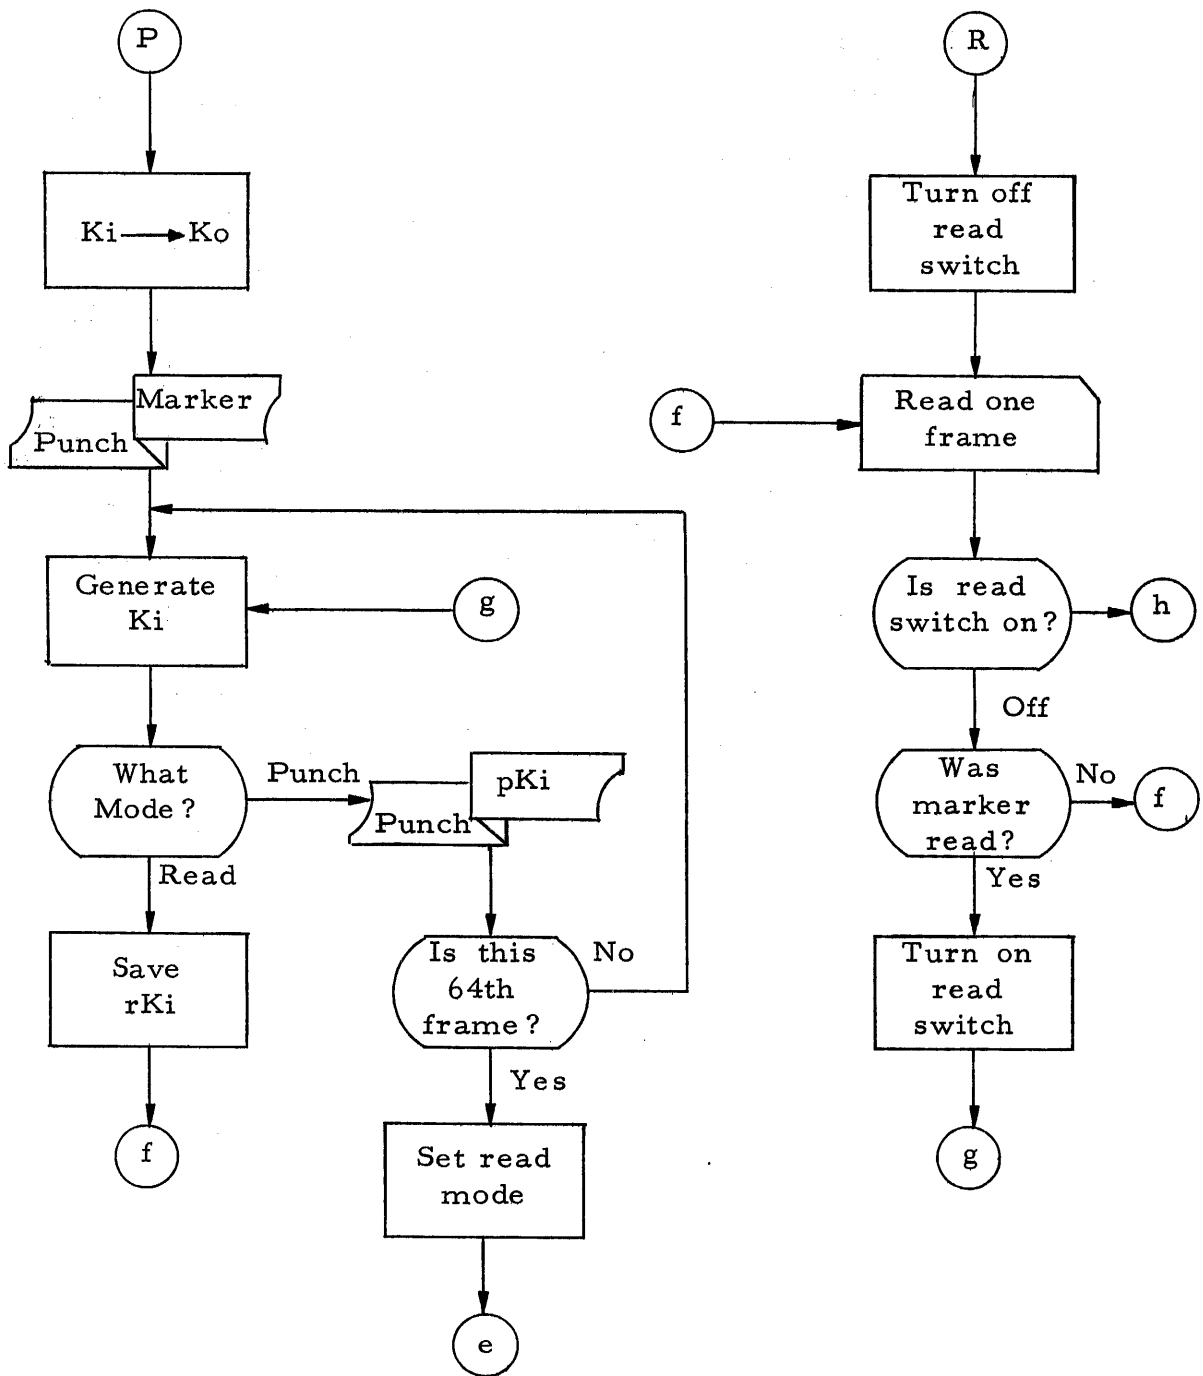 P
Ki → Ko
Marker
Punch
Generate
Ki
g
What
Mode?
Punch
pKi
Punch
Read
Save
rKi
f
Is this
64th
frame?
No
Yes
Set read
mode
e
R
Turn off
read
switch
f
Read one
frame
Is read
switch on?
h
Off
Was
marker
read?
No
f
Yes
Turn on
read
switch
g